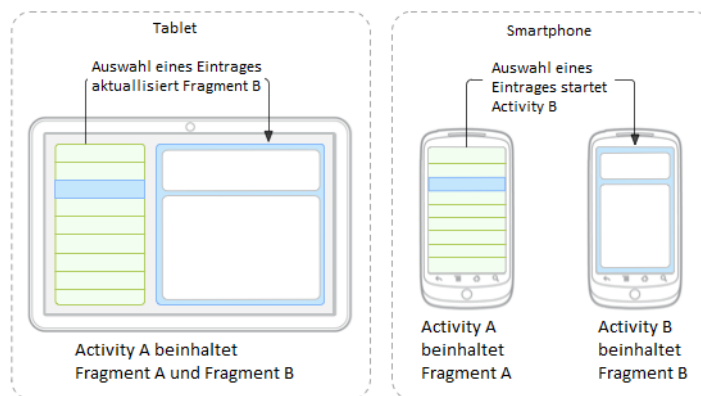 Tablet
Auswahl eines Eintrages
aktuallisiert Fragment B
Activity A beinhaltet
Fragment A und Fragment B
Smartphone
Auswahl eines
Eintrages startet
Activity B
Activity A
beinhaltet
Fragment A
Activity B
beinhaltet
Fragment B